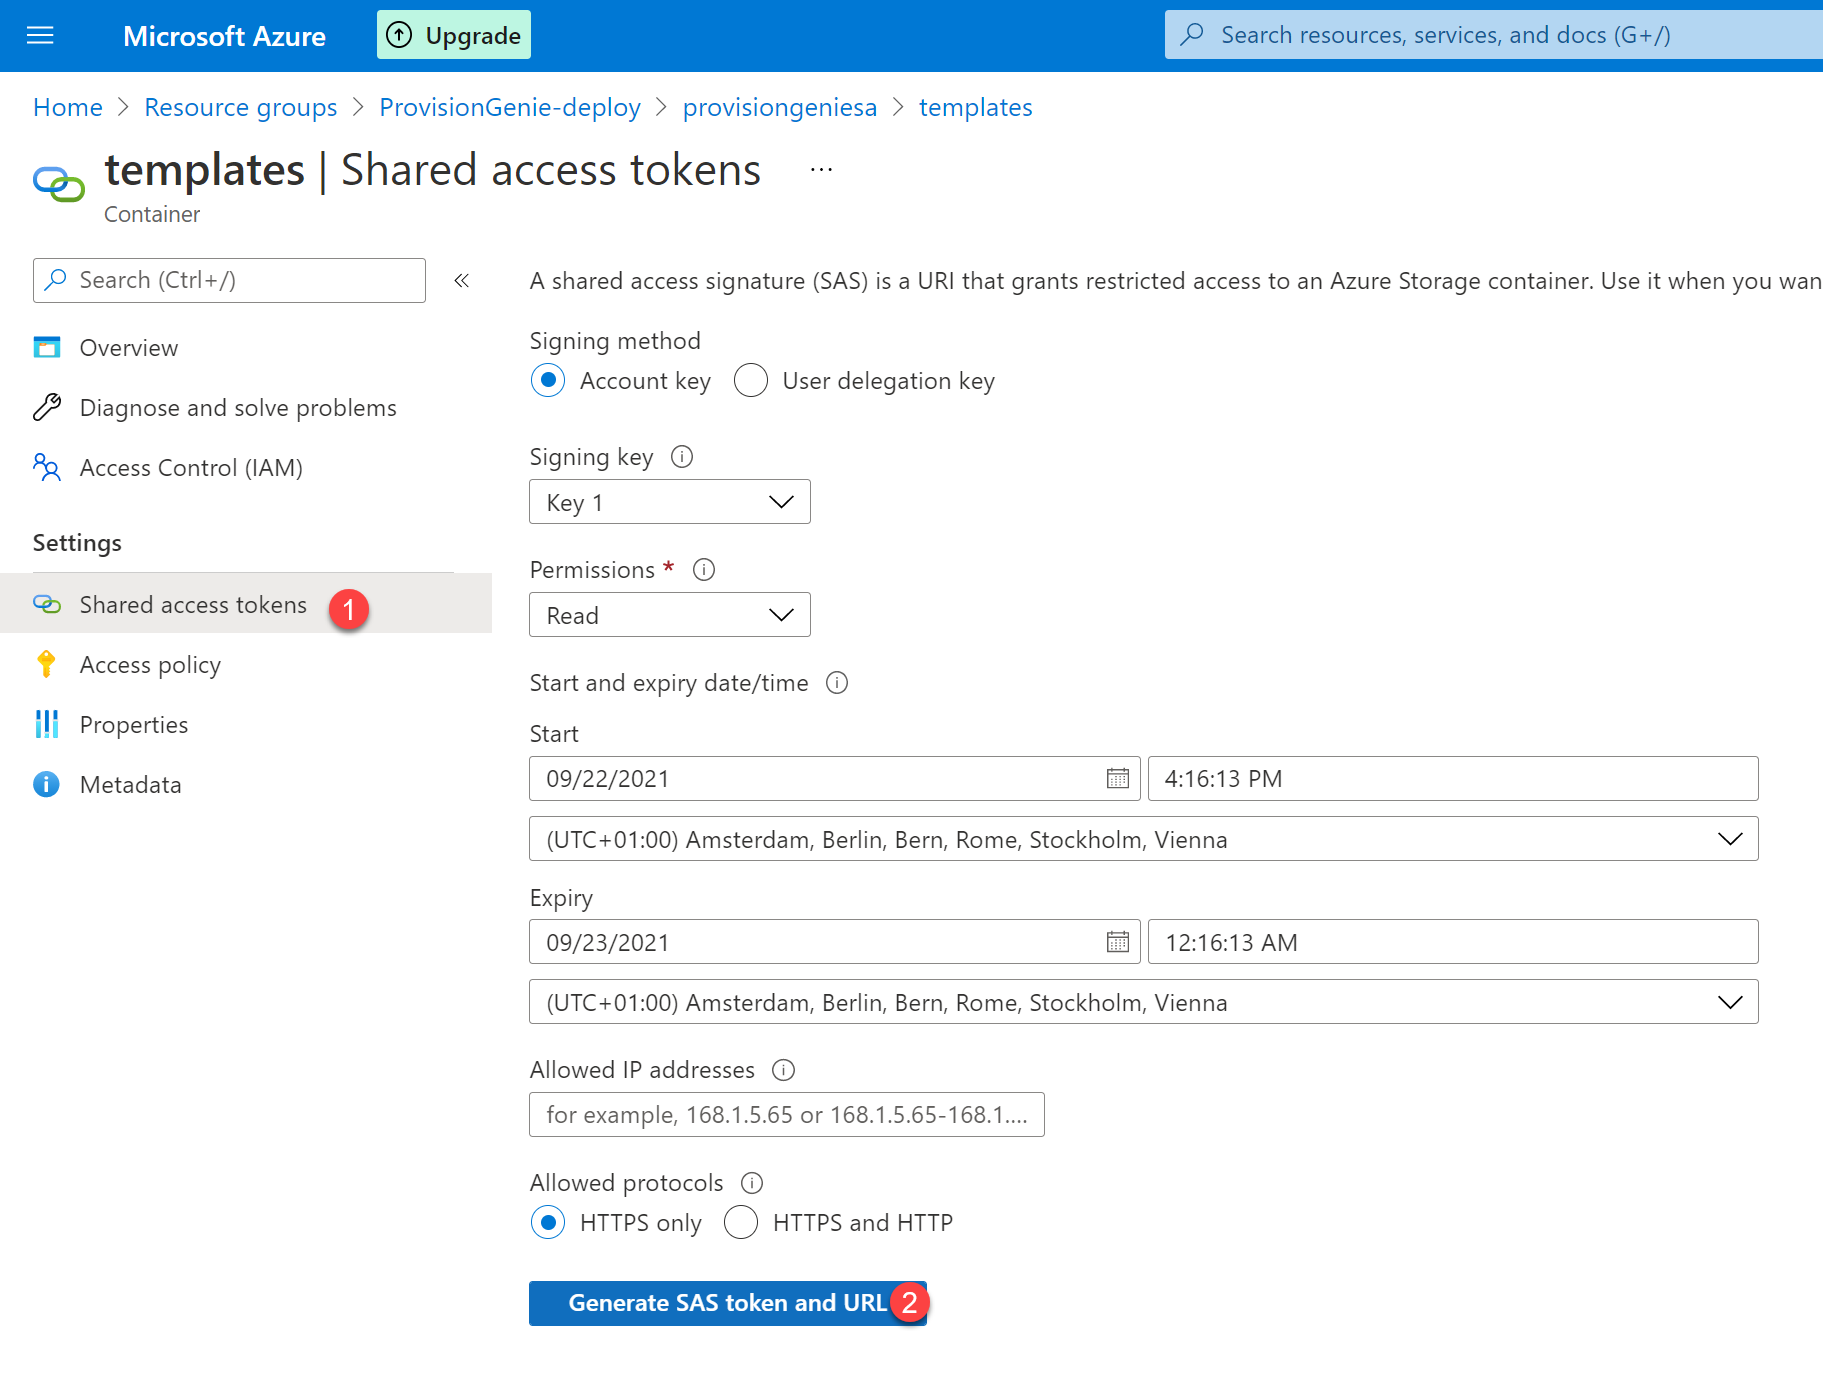 Microsoft Azure
Upgrade
Search resources, services, and docs (G+/)
Home > Resource groups > ProvisionGenie-deploy > provisiongeniesa > templates
templates | Shared access tokens ...
Container
Search (Ctrl+/)
«
Overview
Diagnose and solve problems
Access Control (IAM)
Settings
Shared access tokens 1
Access policy
Properties
Metadata
A shared access signature (SAS) is a URI that grants restricted access to an Azure Storage container. Use it when you wan
Signing method
Account key
User delegation key
Signing key
Key 1
Permissions *
Read
Start and expiry date/time
Start
09/22/2021
4:16:13 PM
(UTC+01:00) Amsterdam, Berlin, Bern, Rome, Stockholm, Vienna
Expiry
09/23/2021
12:16:13 AM
(UTC+01:00) Amsterdam, Berlin, Bern, Rome, Stockholm, Vienna
Allowed IP addresses
for example, 168.1.5.65 or 168.1.5.65-168.1....
Allowed protocols
HTTPS only
HTTPS and HTTP
Generate SAS token and URL 2